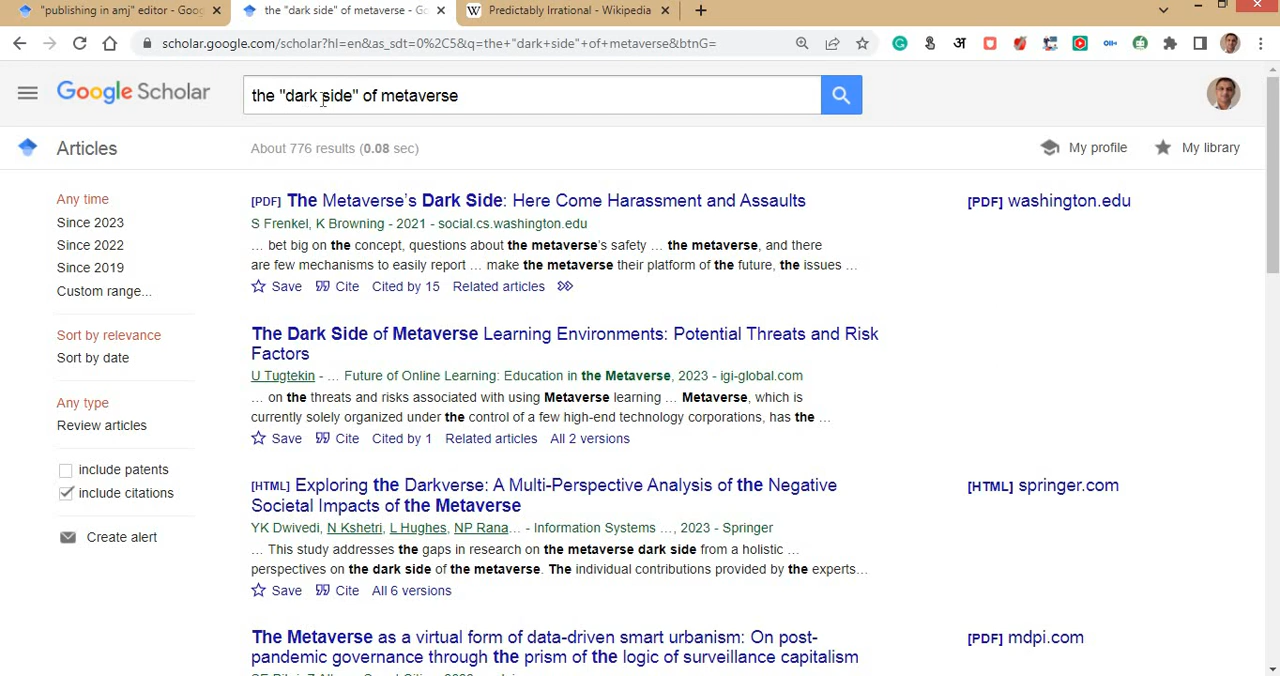 "publishing in amj" editor - Goog
the "dark side" of metaverse - Go
W Predictably Irrational - Wikipedia
scholar.google.com/scholar?hl=en&as_sdt=0%2C5&q=the+"dark+side"+of+metaverse&btnG=
Google Scholar
the "dark side" of metaverse
Articles
About 776 results (0.08 sec)
My profile
My library
Any time
Since 2023
Since 2022
Since 2019
Custom range...
Sort by relevance
Sort by date
Any type
Review articles
include patents
include citations
Create alert
[PDF] The Metaverse's Dark Side: Here Come Harassment and Assaults
S Frenkel, K Browning - 2021 - social.cs.washington.edu
... bet big on the concept, questions about the metaverse's safety ... the metaverse, and there
are few mechanisms to easily report ... make the metaverse their platform of the future, the issues ...
Save Cite Cited by 15 Related articles
[PDF] washington.edu
The Dark Side of Metaverse Learning Environments: Potential Threats and Risk
Factors
U Tugtekin - ... Future of Online Learning: Education in the Metaverse, 2023 - igi-global.com
... on the threats and risks associated with using Metaverse learning ... Metaverse, which is
currently solely organized under the control of a few high-end technology corporations, has the ...
Save Cite Cited by 1 Related articles All 2 versions
[HTML] Exploring the Darkverse: A Multi-Perspective Analysis of the Negative
Societal Impacts of the Metaverse
YK Dwivedi, N Kshetri, L Hughes, NP Rana... - Information Systems ..., 2023 - Springer
... This study addresses the gaps in research on the metaverse dark side from a holistic ...
perspectives on the dark side of the metaverse. The individual contributions provided by the experts...
Save Cite All 6 versions
[HTML] springer.com
The Metaverse as a virtual form of data-driven smart urbanism: On post-
pandemic governance through the prism of the logic of surveillance capitalism
[PDF] mdpi.com